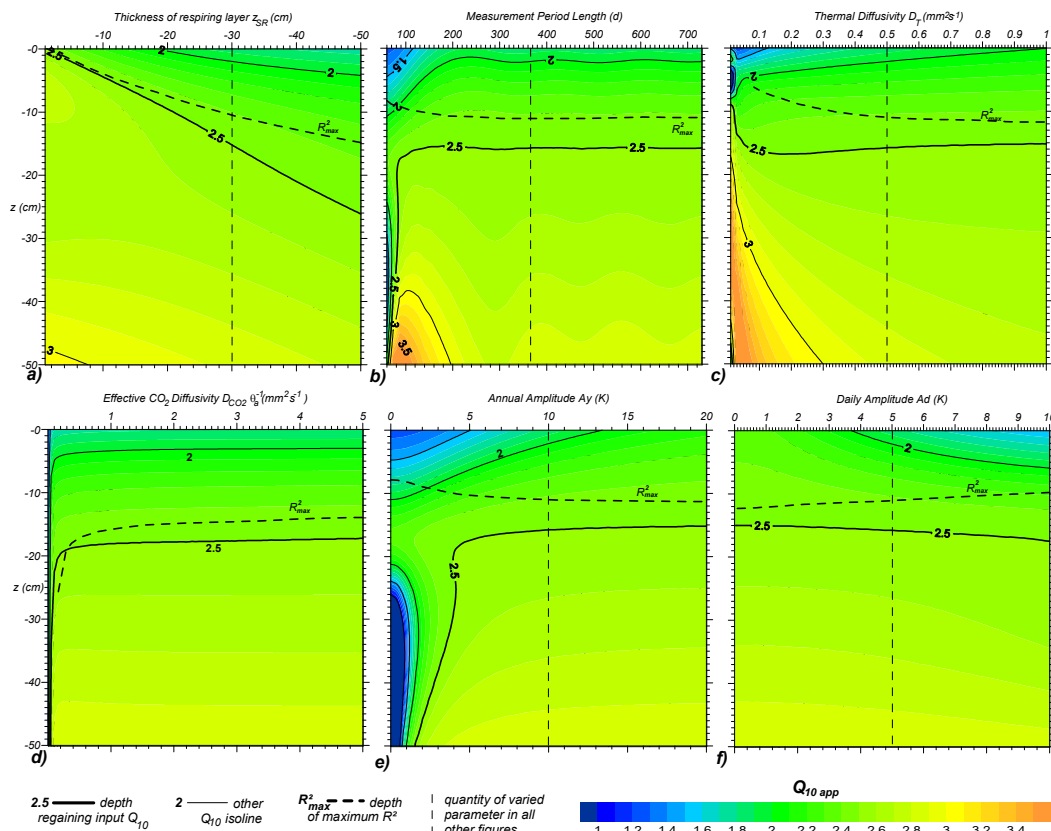 Thickness of respiring layer z_SR (cm)
-10 -20 -30 -40 -50
-0
-10
z (cm)
-20
-30
-40
-50
2.5
2
R²max
2.5
3
a)
Measurement Period Length (d)
100 200 300 400 500 600 700
1.5
2
2
R²max
2.5
2.5
2.5
3
3.5
b)
Thermal Diffusivity D_T (mm²s⁻¹)
0.1 0.2 0.3 0.4 0.5 0.6 0.7 0.8 0.9 1
2
R²max
2.5
3
c)
Effective CO₂ Diffusivity D_CO2 θ_a⁻¹(mm² s⁻¹)
1 2 3 4 5
-0
-10
-20
z (cm)
-30
-40
-50
2
R²max
2.5
d)
Annual Amplitude Ay (K)
0 5 10 15 20
2
R²max
2.5
e)
Daily Amplitude Ad (K)
0 1 2 3 4 5 6 7 8 9 10
2
R²max
2.5
2.5
f)
2.5 depth
regaining input Q₁₀
2 other
Q₁₀ isoline
R²max depth
of maximum R²
quantity of varied
parameter in all
other figures
Q₁₀ app
1 1.2 1.4 1.6 1.8 2 2.2 2.4 2.6 2.8 3 3.2 3.4